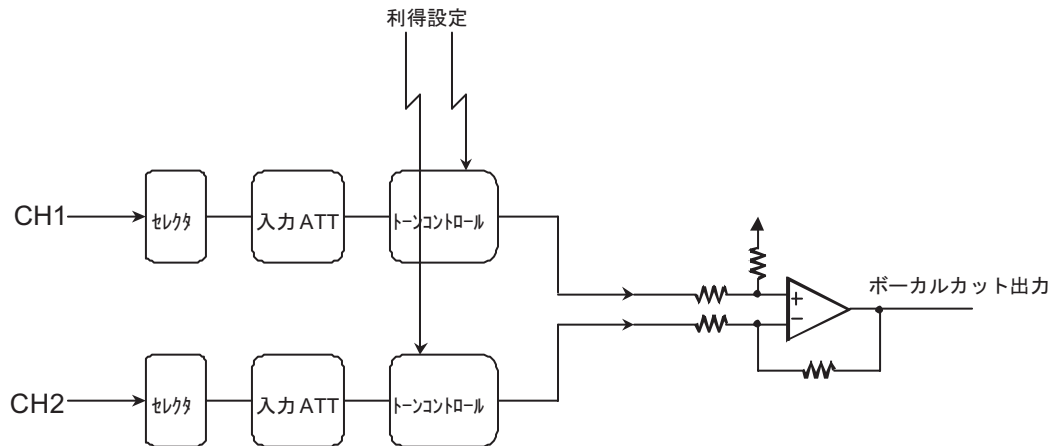 利得設定
CH1
セレクタ
入力 ATT
トーンコントロール
ボーカルカット出力
+
−
CH2
セレクタ
入力 ATT
トーンコントロール